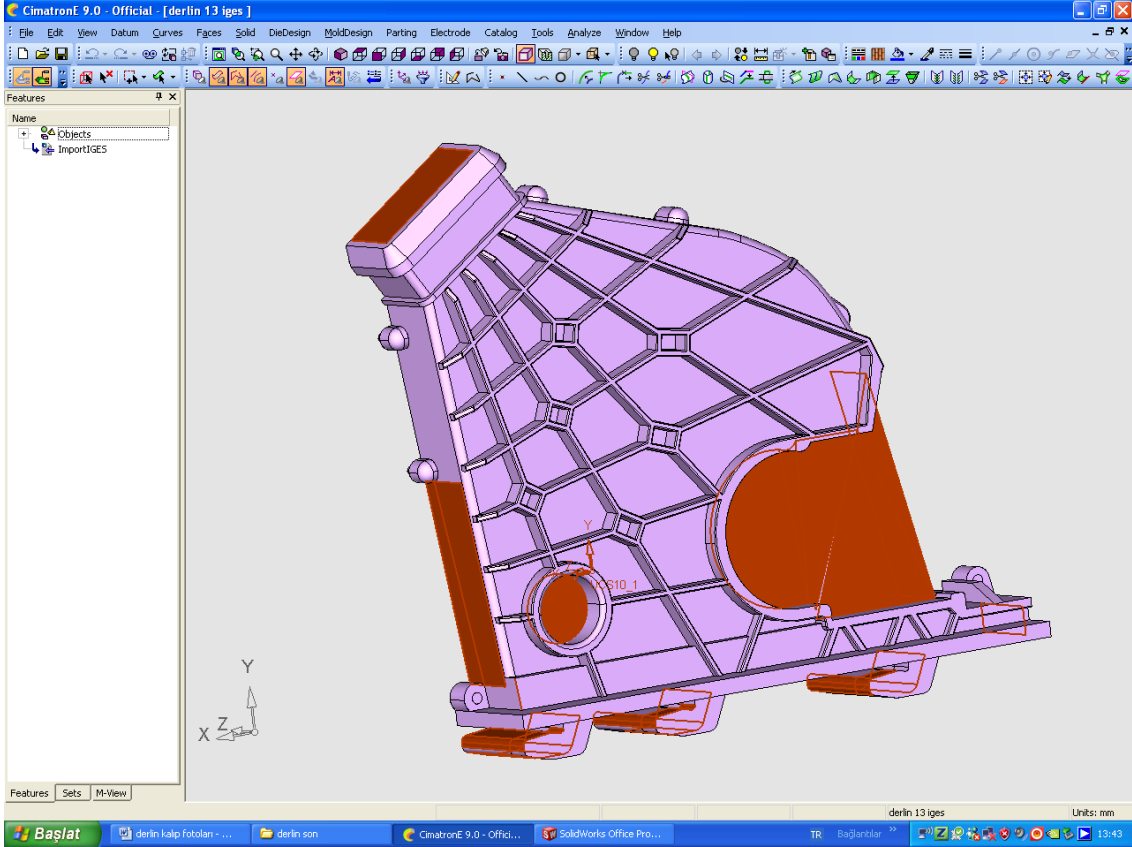 CimatronE 9.0 - Official - [derlin 13 iges ]
File Edit View Datum Curves Faces Solid DieDesign MoldDesign Parting Electrode Catalog Tools Analyze Window Help
Features
Name
Objects
ImportIGES
Y
UCS10_1
Y
Z
X
Features Sets M-View
derlin 13 iges Units: mm
Başlat derlin kalıp fotoları - ... derlin son CimatronE 9.0 - Offici... SolidWorks Office Pro... TR Bağlantılar 13:43